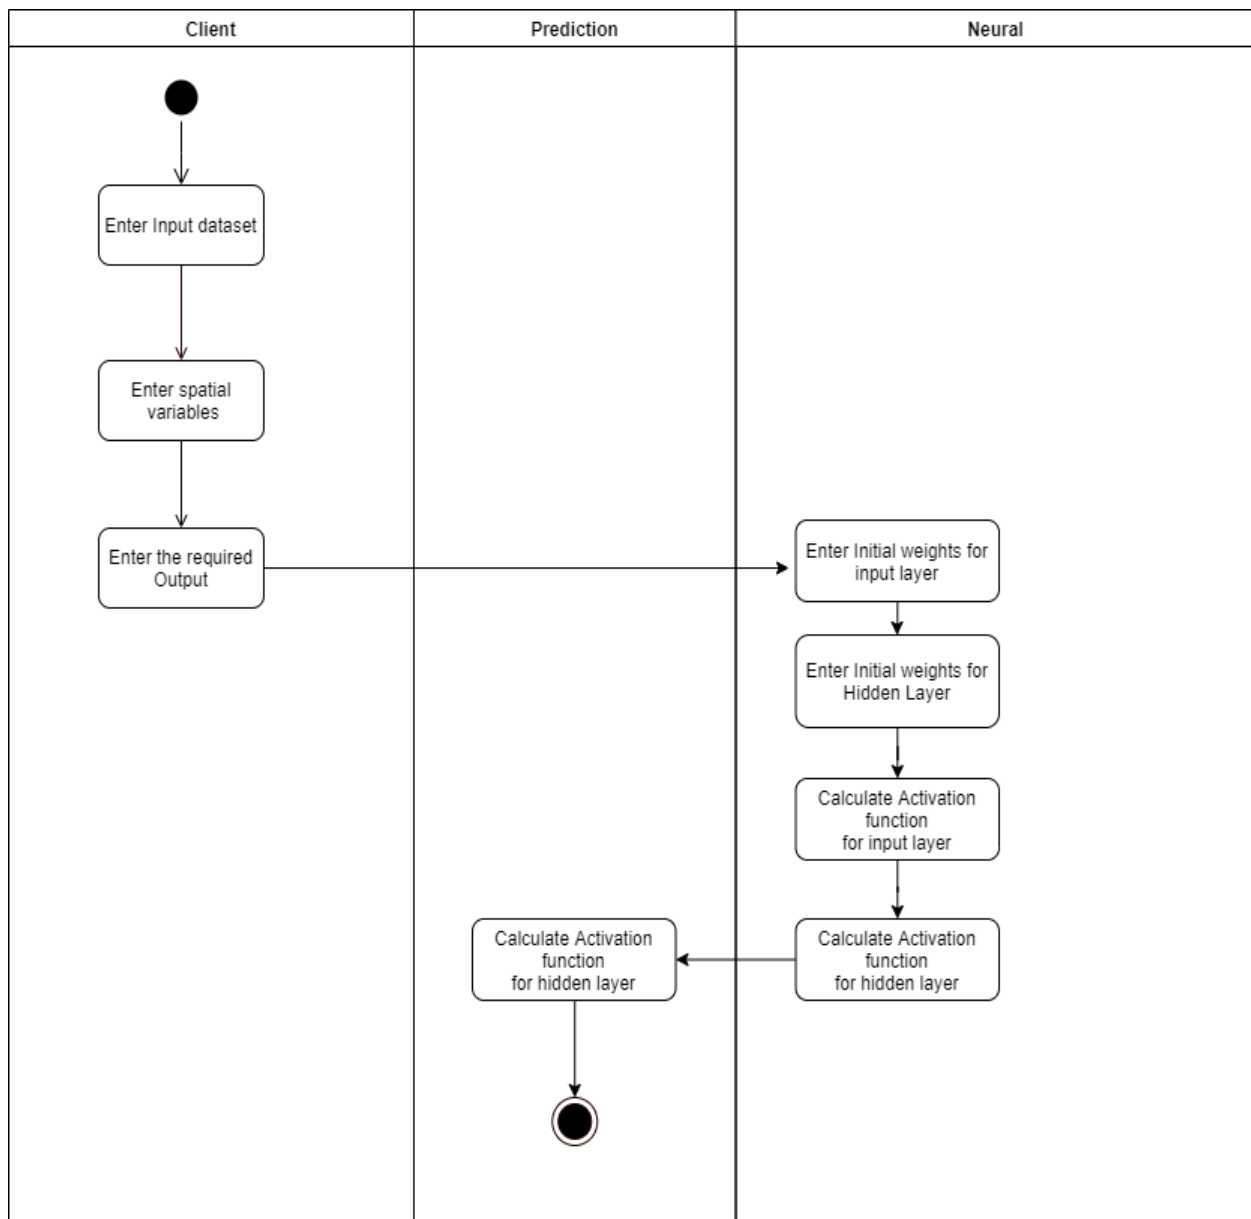 Client
Prediction
Neural
Enter Input dataset
Enter spatial
variables
Enter the required
Output
Enter Initial weights for
input layer
Enter Initial weights for
Hidden Layer
Calculate Activation
function
for input layer
Calculate Activation
function
for hidden layer
Calculate Activation
function
for hidden layer